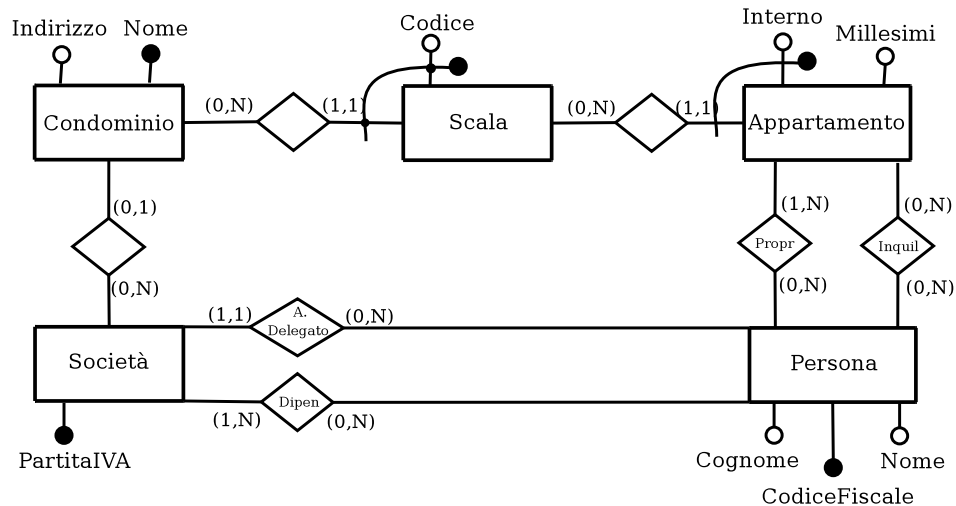 Indirizzo
Nome
Codice
Interno
Millesimi
(0,N)
(1,1)
(0,N)
(1,1)
Condominio
Scala
Appartamento
(0,1)
(1,N)
(0,N)
Propr
Inquil
(0,N)
(0,N)
(0,N)
(1,1)
A.
Delegato
(0,N)
Società
Persona
Dipen
(1,N)
(0,N)
PartitaIVA
Cognome
Nome
CodiceFiscale